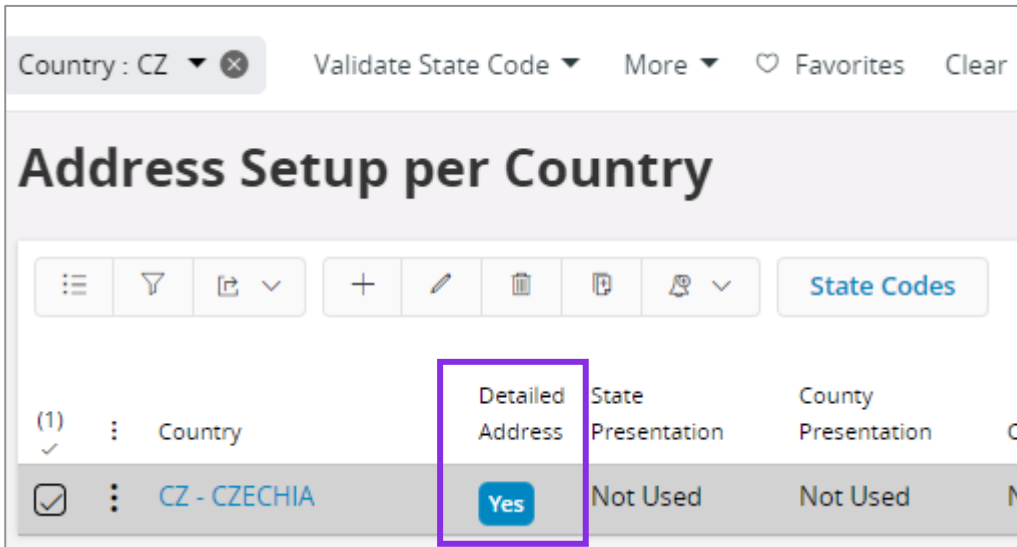 Country : CZ Validate State Code More Favorites Clear
Address Setup per Country
State Codes
(1) Country Detailed Address State Presentation County Presentation
CZ - CZECHIA Yes Not Used Not Used